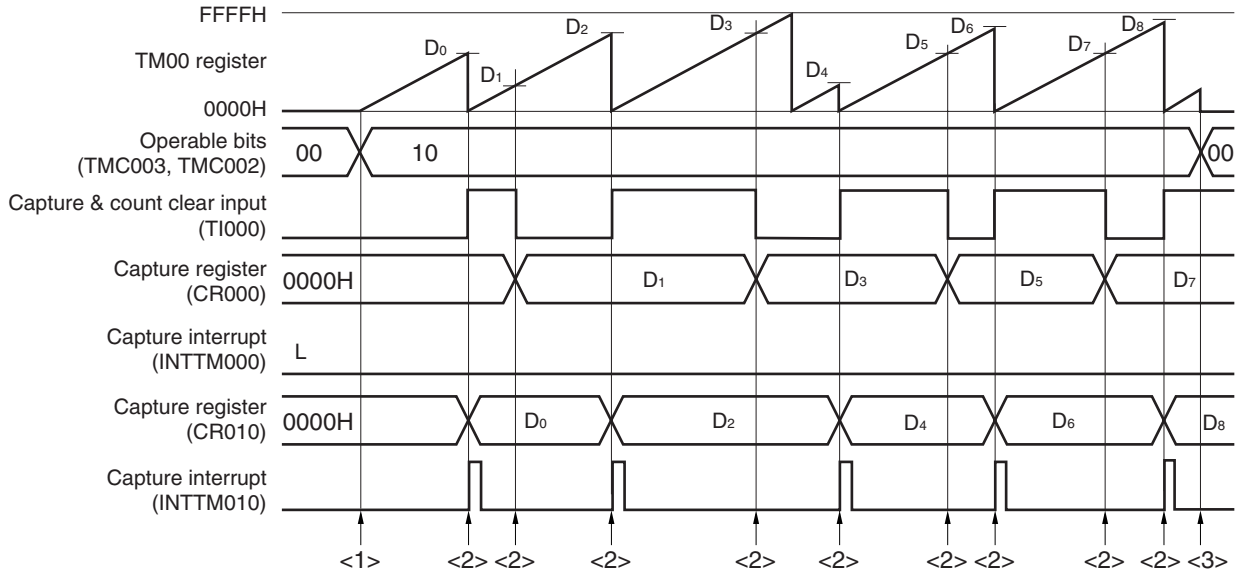 FFFFH
TM00 register
0000H
D0
D1
D2
D3
D4
D5
D6
D7
D8
Operable bits
(TMC003, TMC002)
00
10
00
Capture & count clear input
(TI000)
Capture register
(CR000)
0000H
D1
D3
D5
D7
Capture interrupt
(INTTM000)
L
Capture register
(CR010)
0000H
D0
D2
D4
D6
D8
Capture interrupt
(INTTM010)
<1> <2> <2> <2> <2> <2> <2> <2> <2> <2> <3>